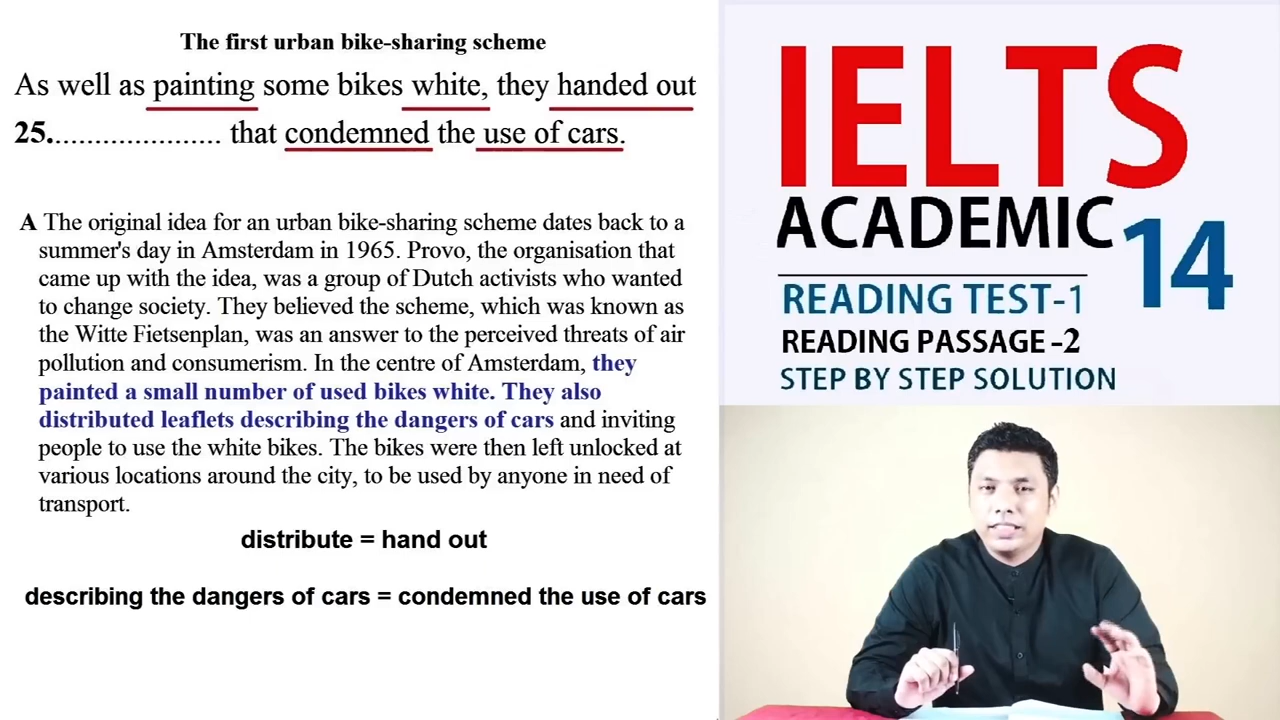 The first urban bike-sharing scheme
As well as painting some bikes white, they handed out
25..................... that condemned the use of cars.
A The original idea for an urban bike-sharing scheme dates back to a
summer's day in Amsterdam in 1965. Provo, the organisation that
came up with the idea, was a group of Dutch activists who wanted
to change society. They believed the scheme, which was known as
the Witte Fietsenplan, was an answer to the perceived threats of air
pollution and consumerism. In the centre of Amsterdam, they
painted a small number of used bikes white. They also
distributed leaflets describing the dangers of cars and inviting
people to use the white bikes. The bikes were then left unlocked at
various locations around the city, to be used by anyone in need of
transport.
distribute = hand out
describing the dangers of cars = condemned the use of cars
IELTS
ACADEMIC 14
READING TEST-1
READING PASSAGE-2
STEP BY STEP SOLUTION